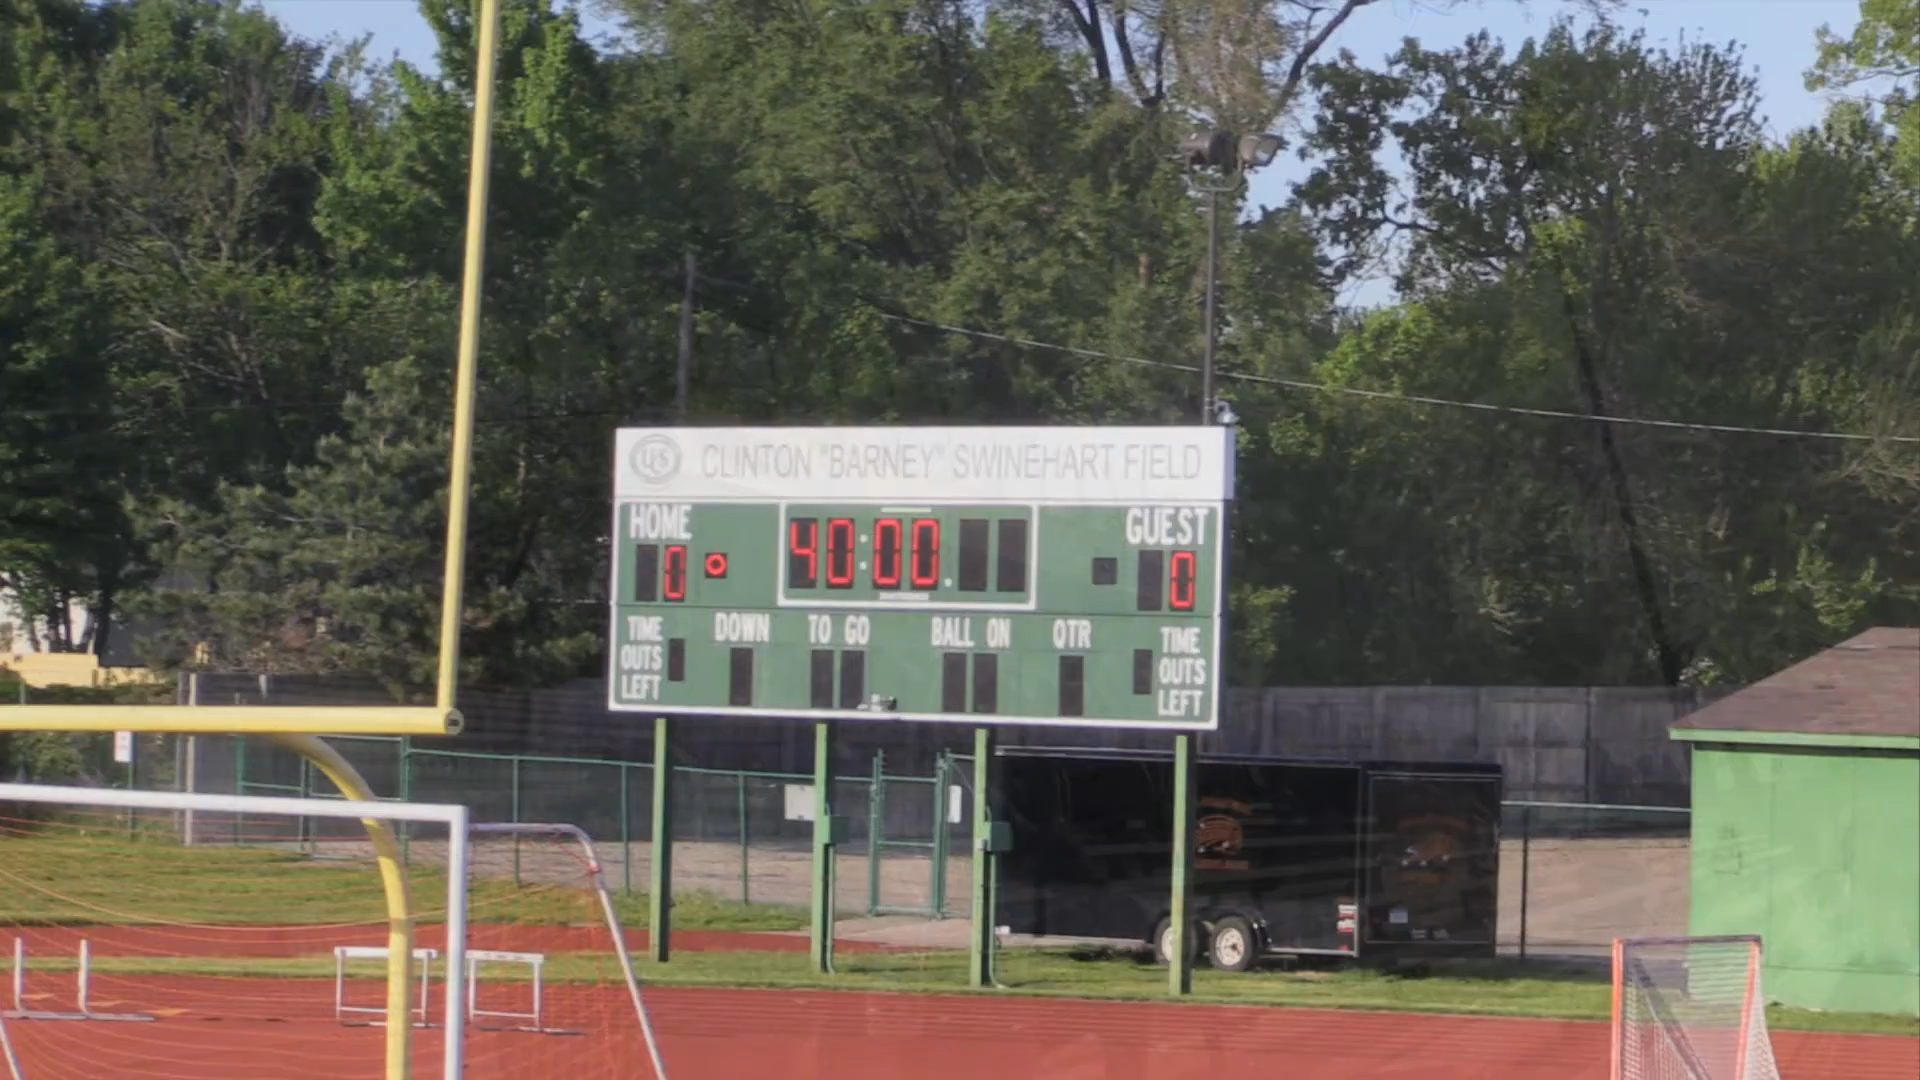 ULS CLINTON "BARNEY" SWINEHART FIELD
HOME 40:00 GUEST
0 0
TIME OUTS LEFT DOWN TO GO BALL ON QTR TIME OUTS LEFT